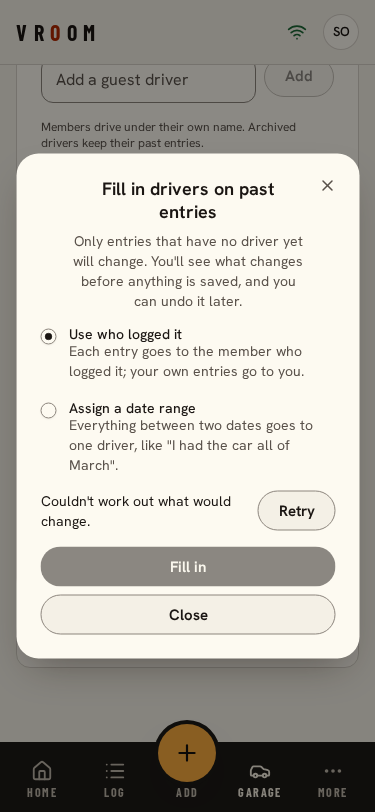 VROOM
SO
Add a guest driver
Add
Members drive under their own name. Archived
drivers keep their past entries.
Fill in drivers on past
entries
Only entries that have no driver yet
will change. You'll see what changes
before anything is saved, and you
can undo it later.
Use who logged it
Each entry goes to the member who
logged it; your own entries go to you.
Assign a date range
Everything between two dates goes to
one driver, like "I had the car all of
March".
Couldn't work out what would
change.
Retry
Fill in
Close
HOME
LOG
ADD
GARAGE
MORE